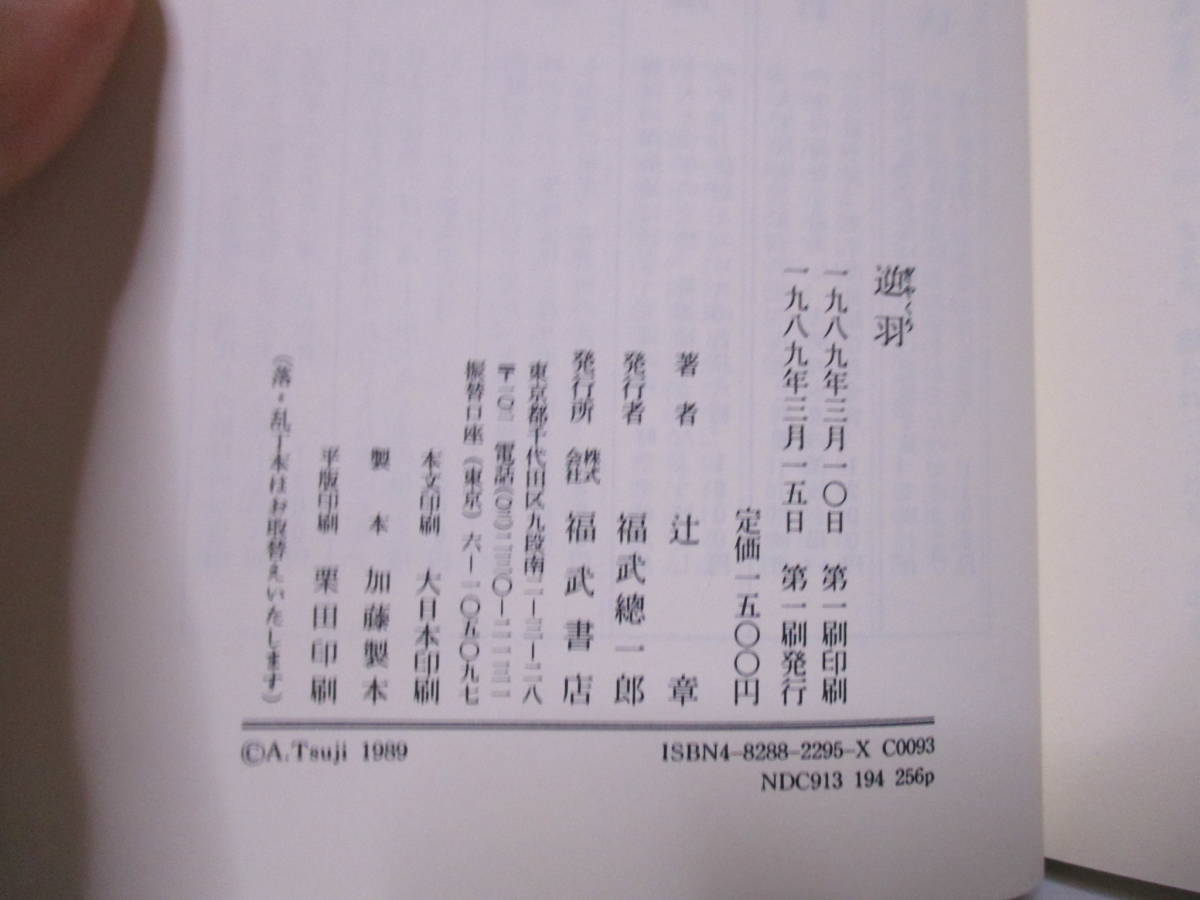 逆羽
ぎやくう
一九八九年三月一〇日 第一刷印刷
一九八九年三月一五日 第一刷発行
定価一五〇〇円
著者 辻章
発行者 福武總一郎
発行所 株式会社 福武書店
東京都千代田区九段南二—三—二八
〒一〇二 電話(〇三)二三〇—二一三一
振替口座(東京)六—一〇五〇九七
本文印刷 大日本印刷
製本 加藤製本
平版印刷 栗田印刷
(落・乱丁本はお取替えいたします)
ISBN4-8288-2295-X C0093
NDC913 194 256p
©A.Tsuji 1989